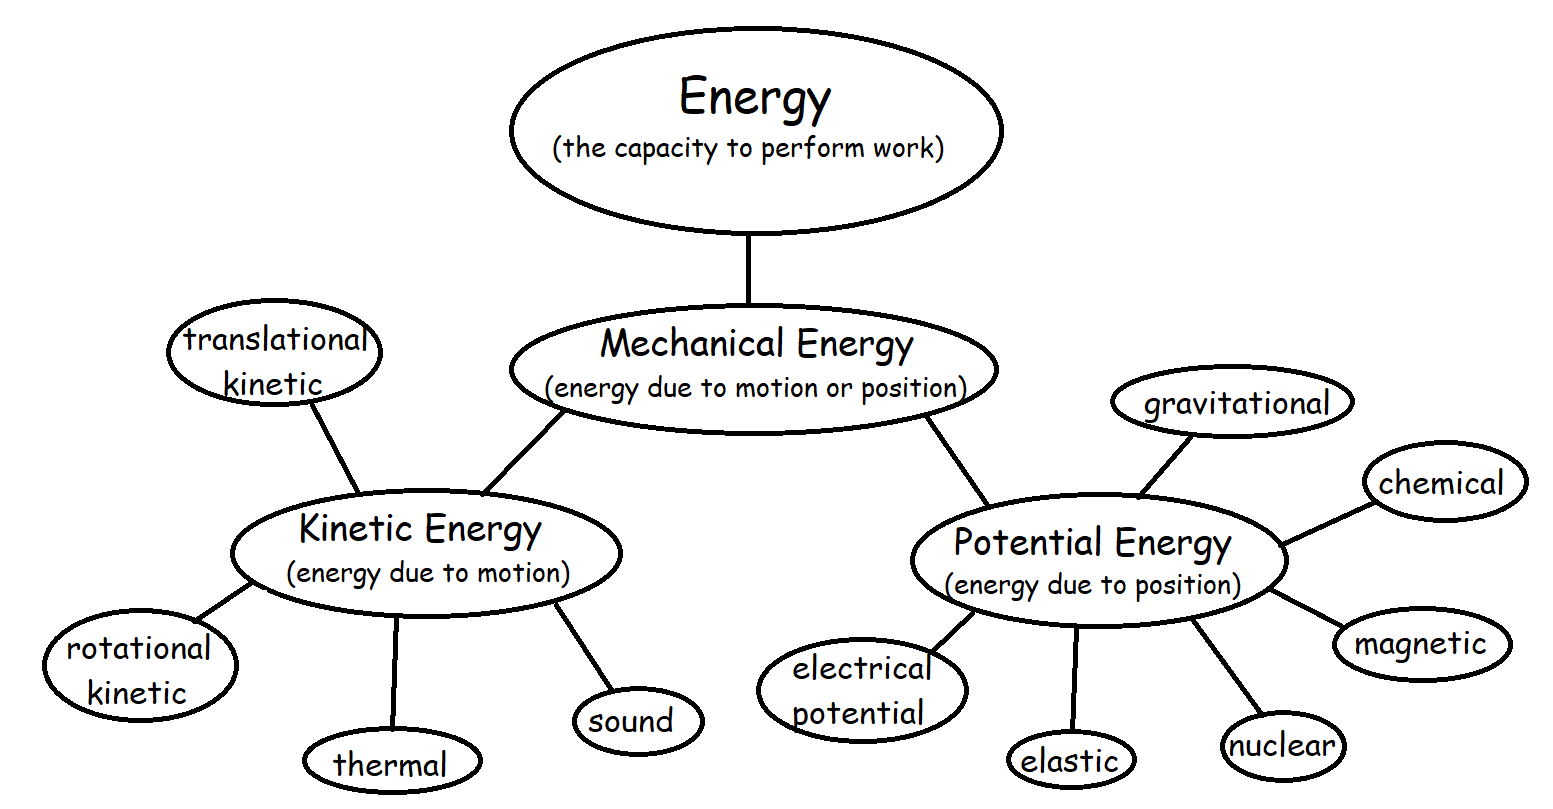 Energy
(the capacity to perform work)
Mechanical Energy
(energy due to motion or position)
translational
kinetic
Kinetic Energy
(energy due to motion)
rotational
kinetic
thermal
sound
gravitational
chemical
Potential Energy
(energy due to position)
magnetic
electrical
potential
elastic
nuclear